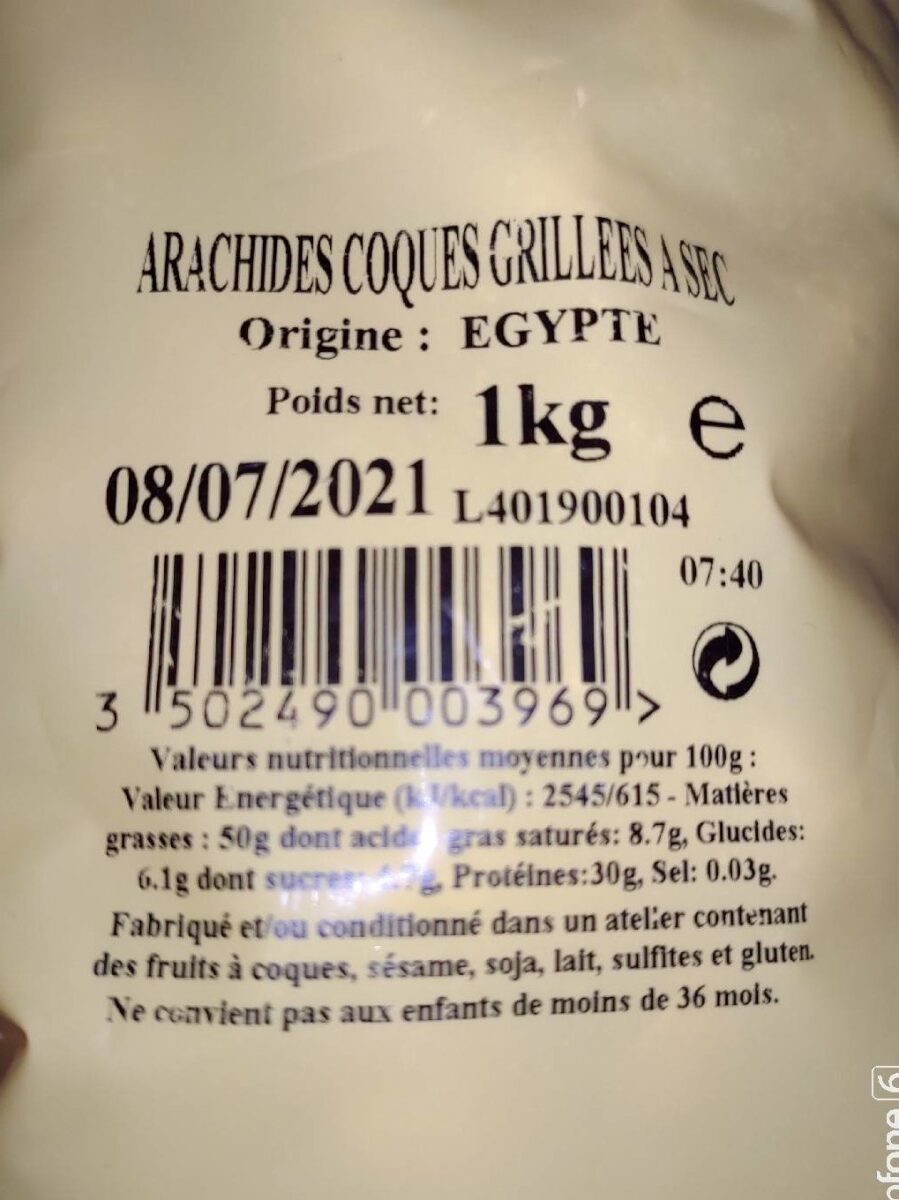 ARACHIDES COQUES GRILLEES A SEC
Origine : EGYPTE
Poids net: 1kg e
08/07/2021 L401900104
07:40
3 502490 003969 >
Valeurs nutritionnelles moyennes pour 100g :
Valeur Energétique (kJ/kcal) : 2545/615 - Matières
grasses : 50g dont acides gras saturés: 8.7g, Glucides:
6.1g dont sucres: Protéines:30g, Sel: 0.03g.
Fabriqué et/ou conditionné dans un atelier contenant
des fruits à coques, sésame, soja, lait, sulfites et gluten.
Ne convient pas aux enfants de moins de 36 mois.